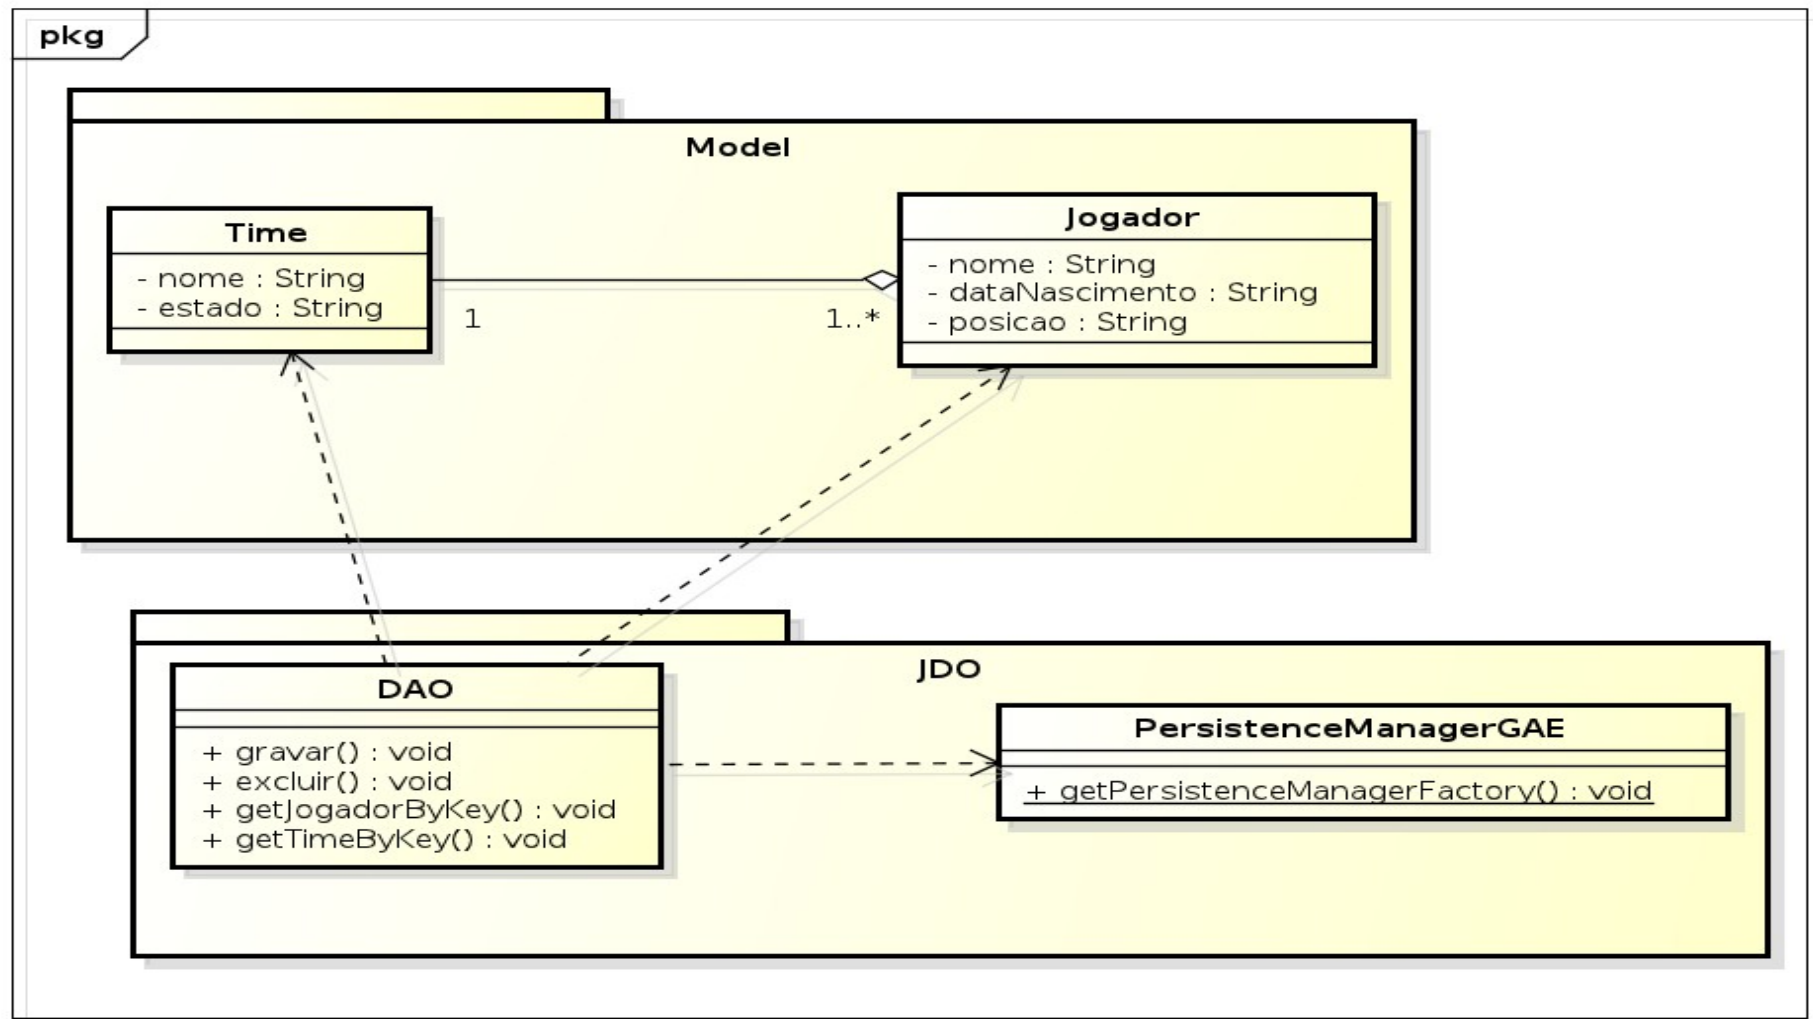 pkg
Model
Time
- nome : String
- estado : String
1
1..*
Jogador
- nome : String
- dataNascimento : String
- posicao : String
JDO
DAO
+ gravar() : void
+ excluir() : void
+ getJogadorByKey() : void
+ getTimeByKey() : void
PersistenceManagerGAE
+ getPersistenceManagerFactory() : void